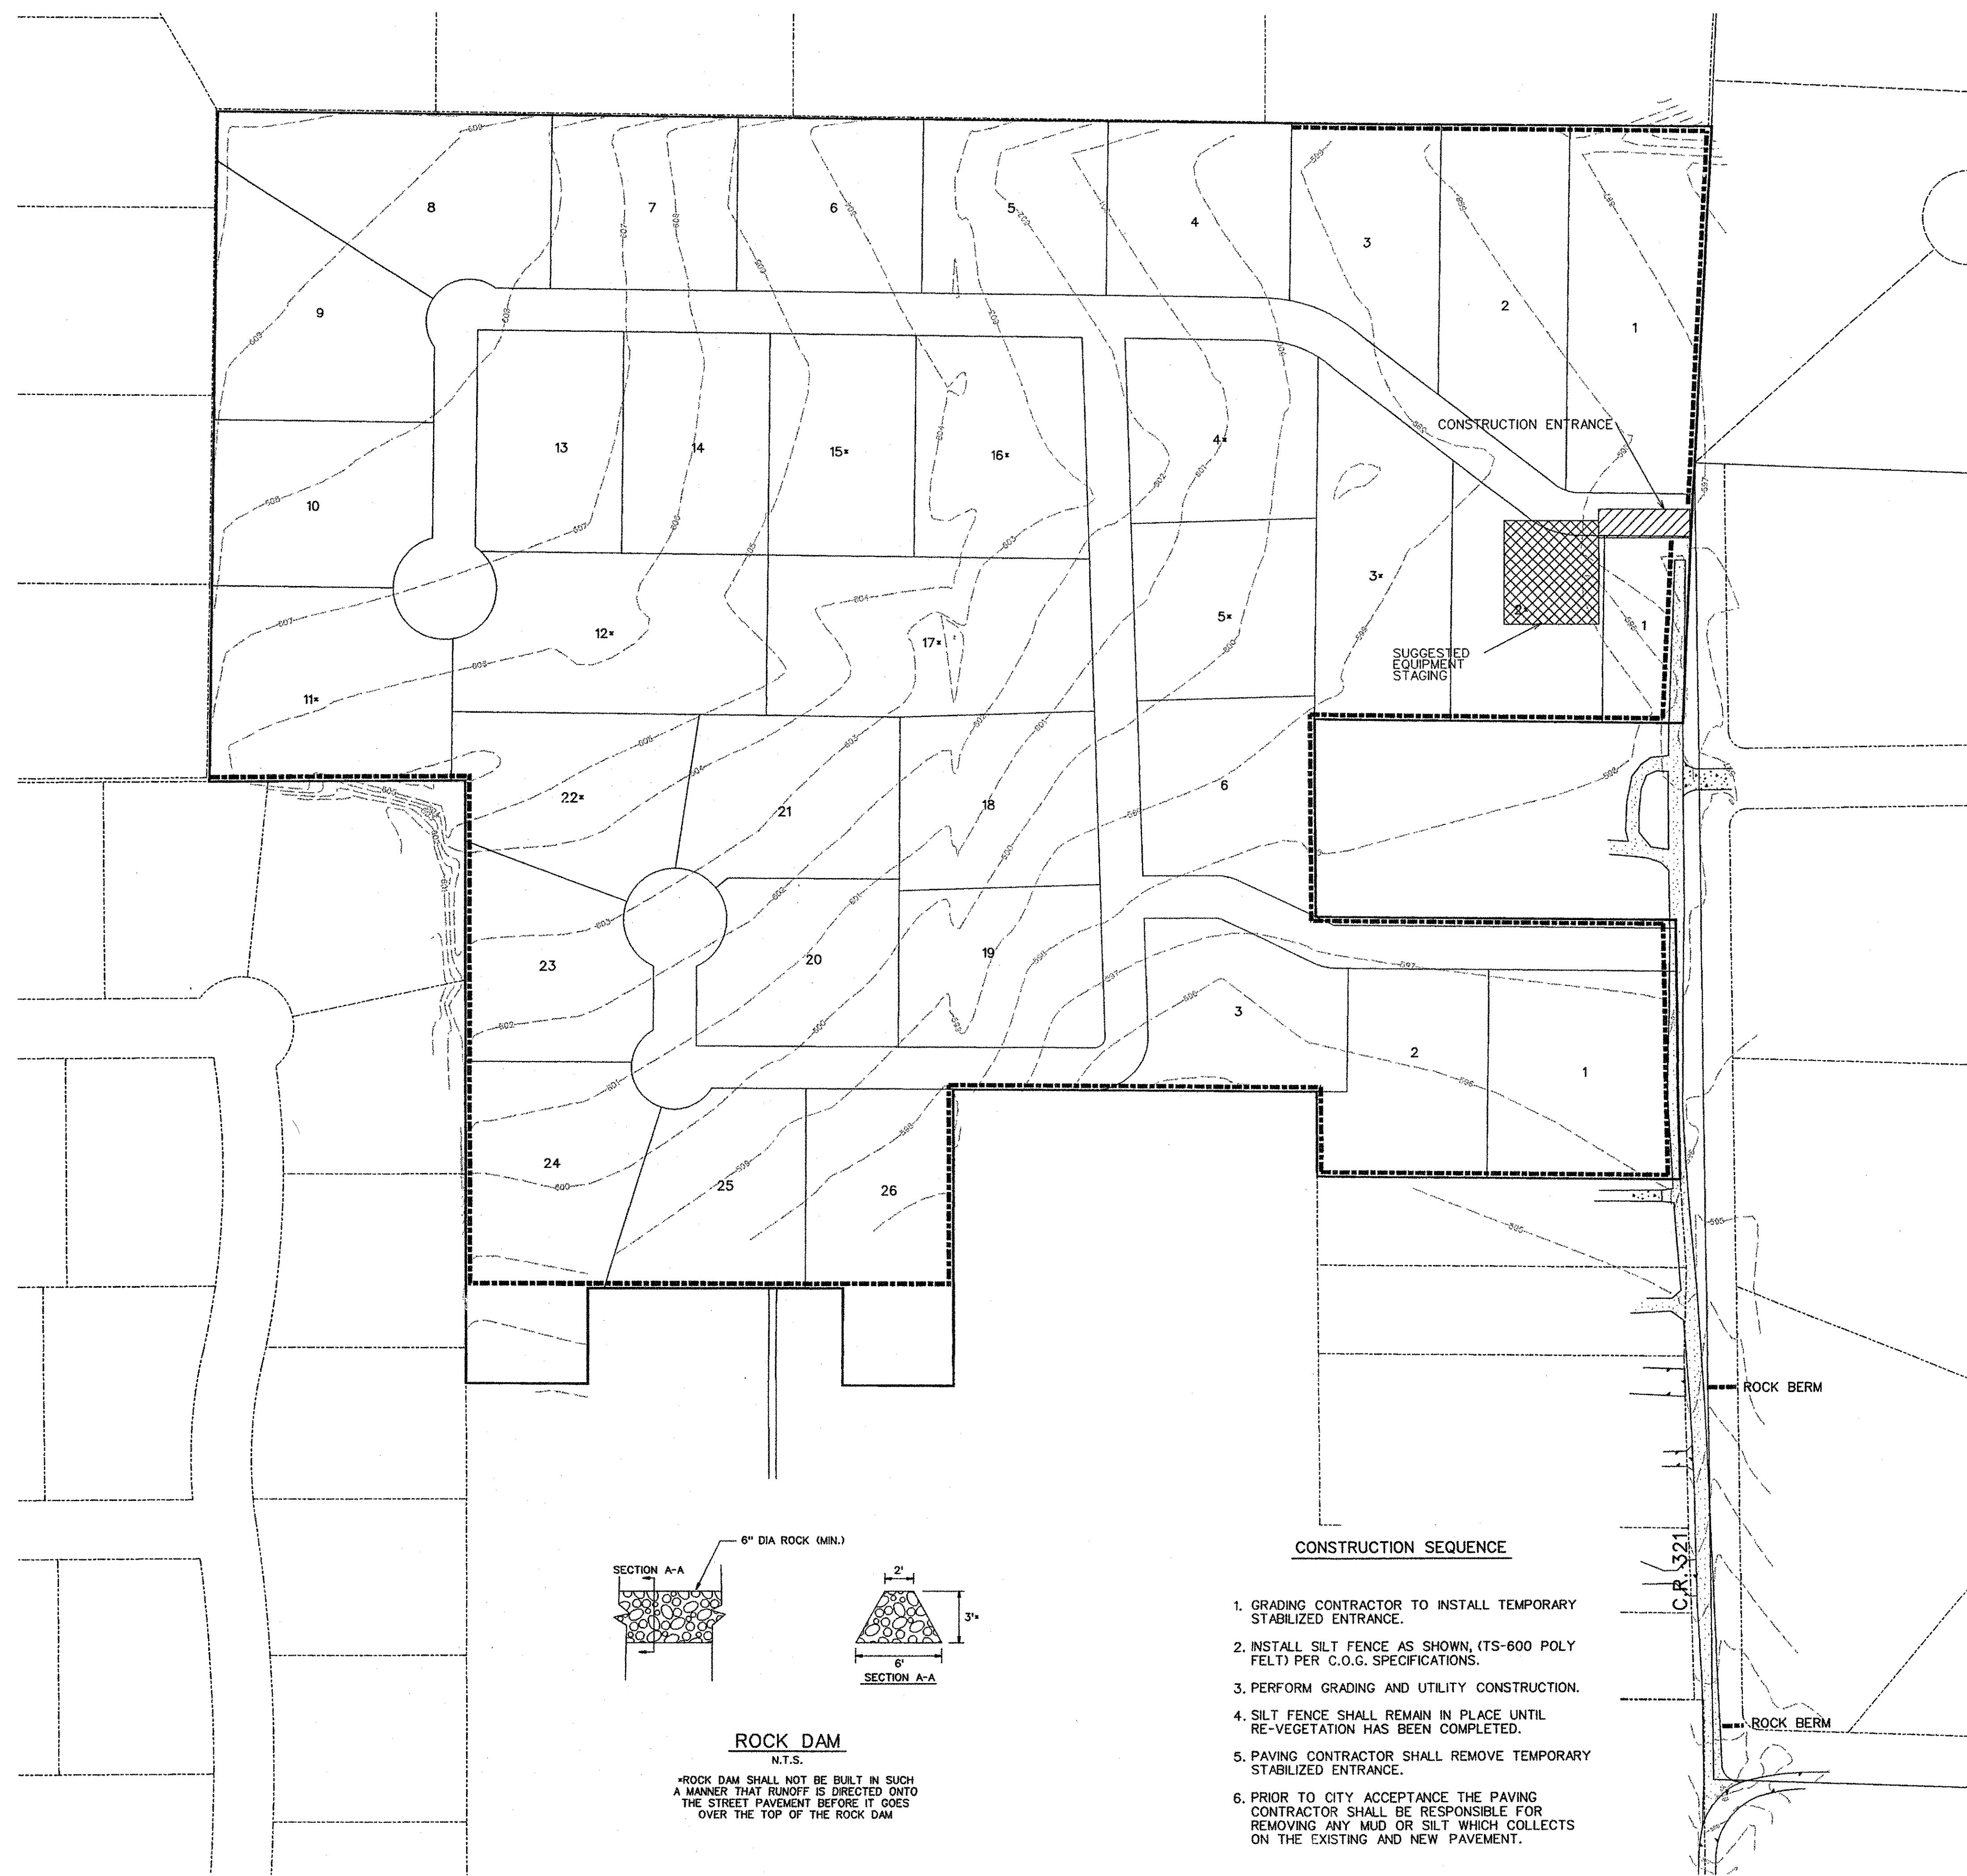 8
7
6
5
4
3
2
1
9
10
11*
13
14
15*
16*
4*
3*
2*
1
12*
17*
5*
6
CONSTRUCTION ENTRANCE
SUGGESTED
EQUIPMENT
STAGING
22*
21
18
23
20
19
3
2
1
24
25
26
ROCK BERM
ROCK BERM
C.R. 321
6" DIA ROCK (MIN.)
SECTION A-A
2'
3'*
6'
SECTION A-A
ROCK DAM
N.T.S.
*ROCK DAM SHALL NOT BE BUILT IN SUCH
A MANNER THAT RUNOFF IS DIRECTED ONTO
THE STREET PAVEMENT BEFORE IT GOES
OVER THE TOP OF THE ROCK DAM
CONSTRUCTION SEQUENCE
1. GRADING CONTRACTOR TO INSTALL TEMPORARY
STABILIZED ENTRANCE.
2. INSTALL SILT FENCE AS SHOWN, (TS-600 POLY
FELT) PER C.O.G. SPECIFICATIONS.
3. PERFORM GRADING AND UTILITY CONSTRUCTION.
4. SILT FENCE SHALL REMAIN IN PLACE UNTIL
RE-VEGETATION HAS BEEN COMPLETED.
5. PAVING CONTRACTOR SHALL REMOVE TEMPORARY
STABILIZED ENTRANCE.
6. PRIOR TO CITY ACCEPTANCE THE PAVING
CONTRACTOR SHALL BE RESPONSIBLE FOR
REMOVING ANY MUD OR SILT WHICH COLLECTS
ON THE EXISTING AND NEW PAVEMENT.